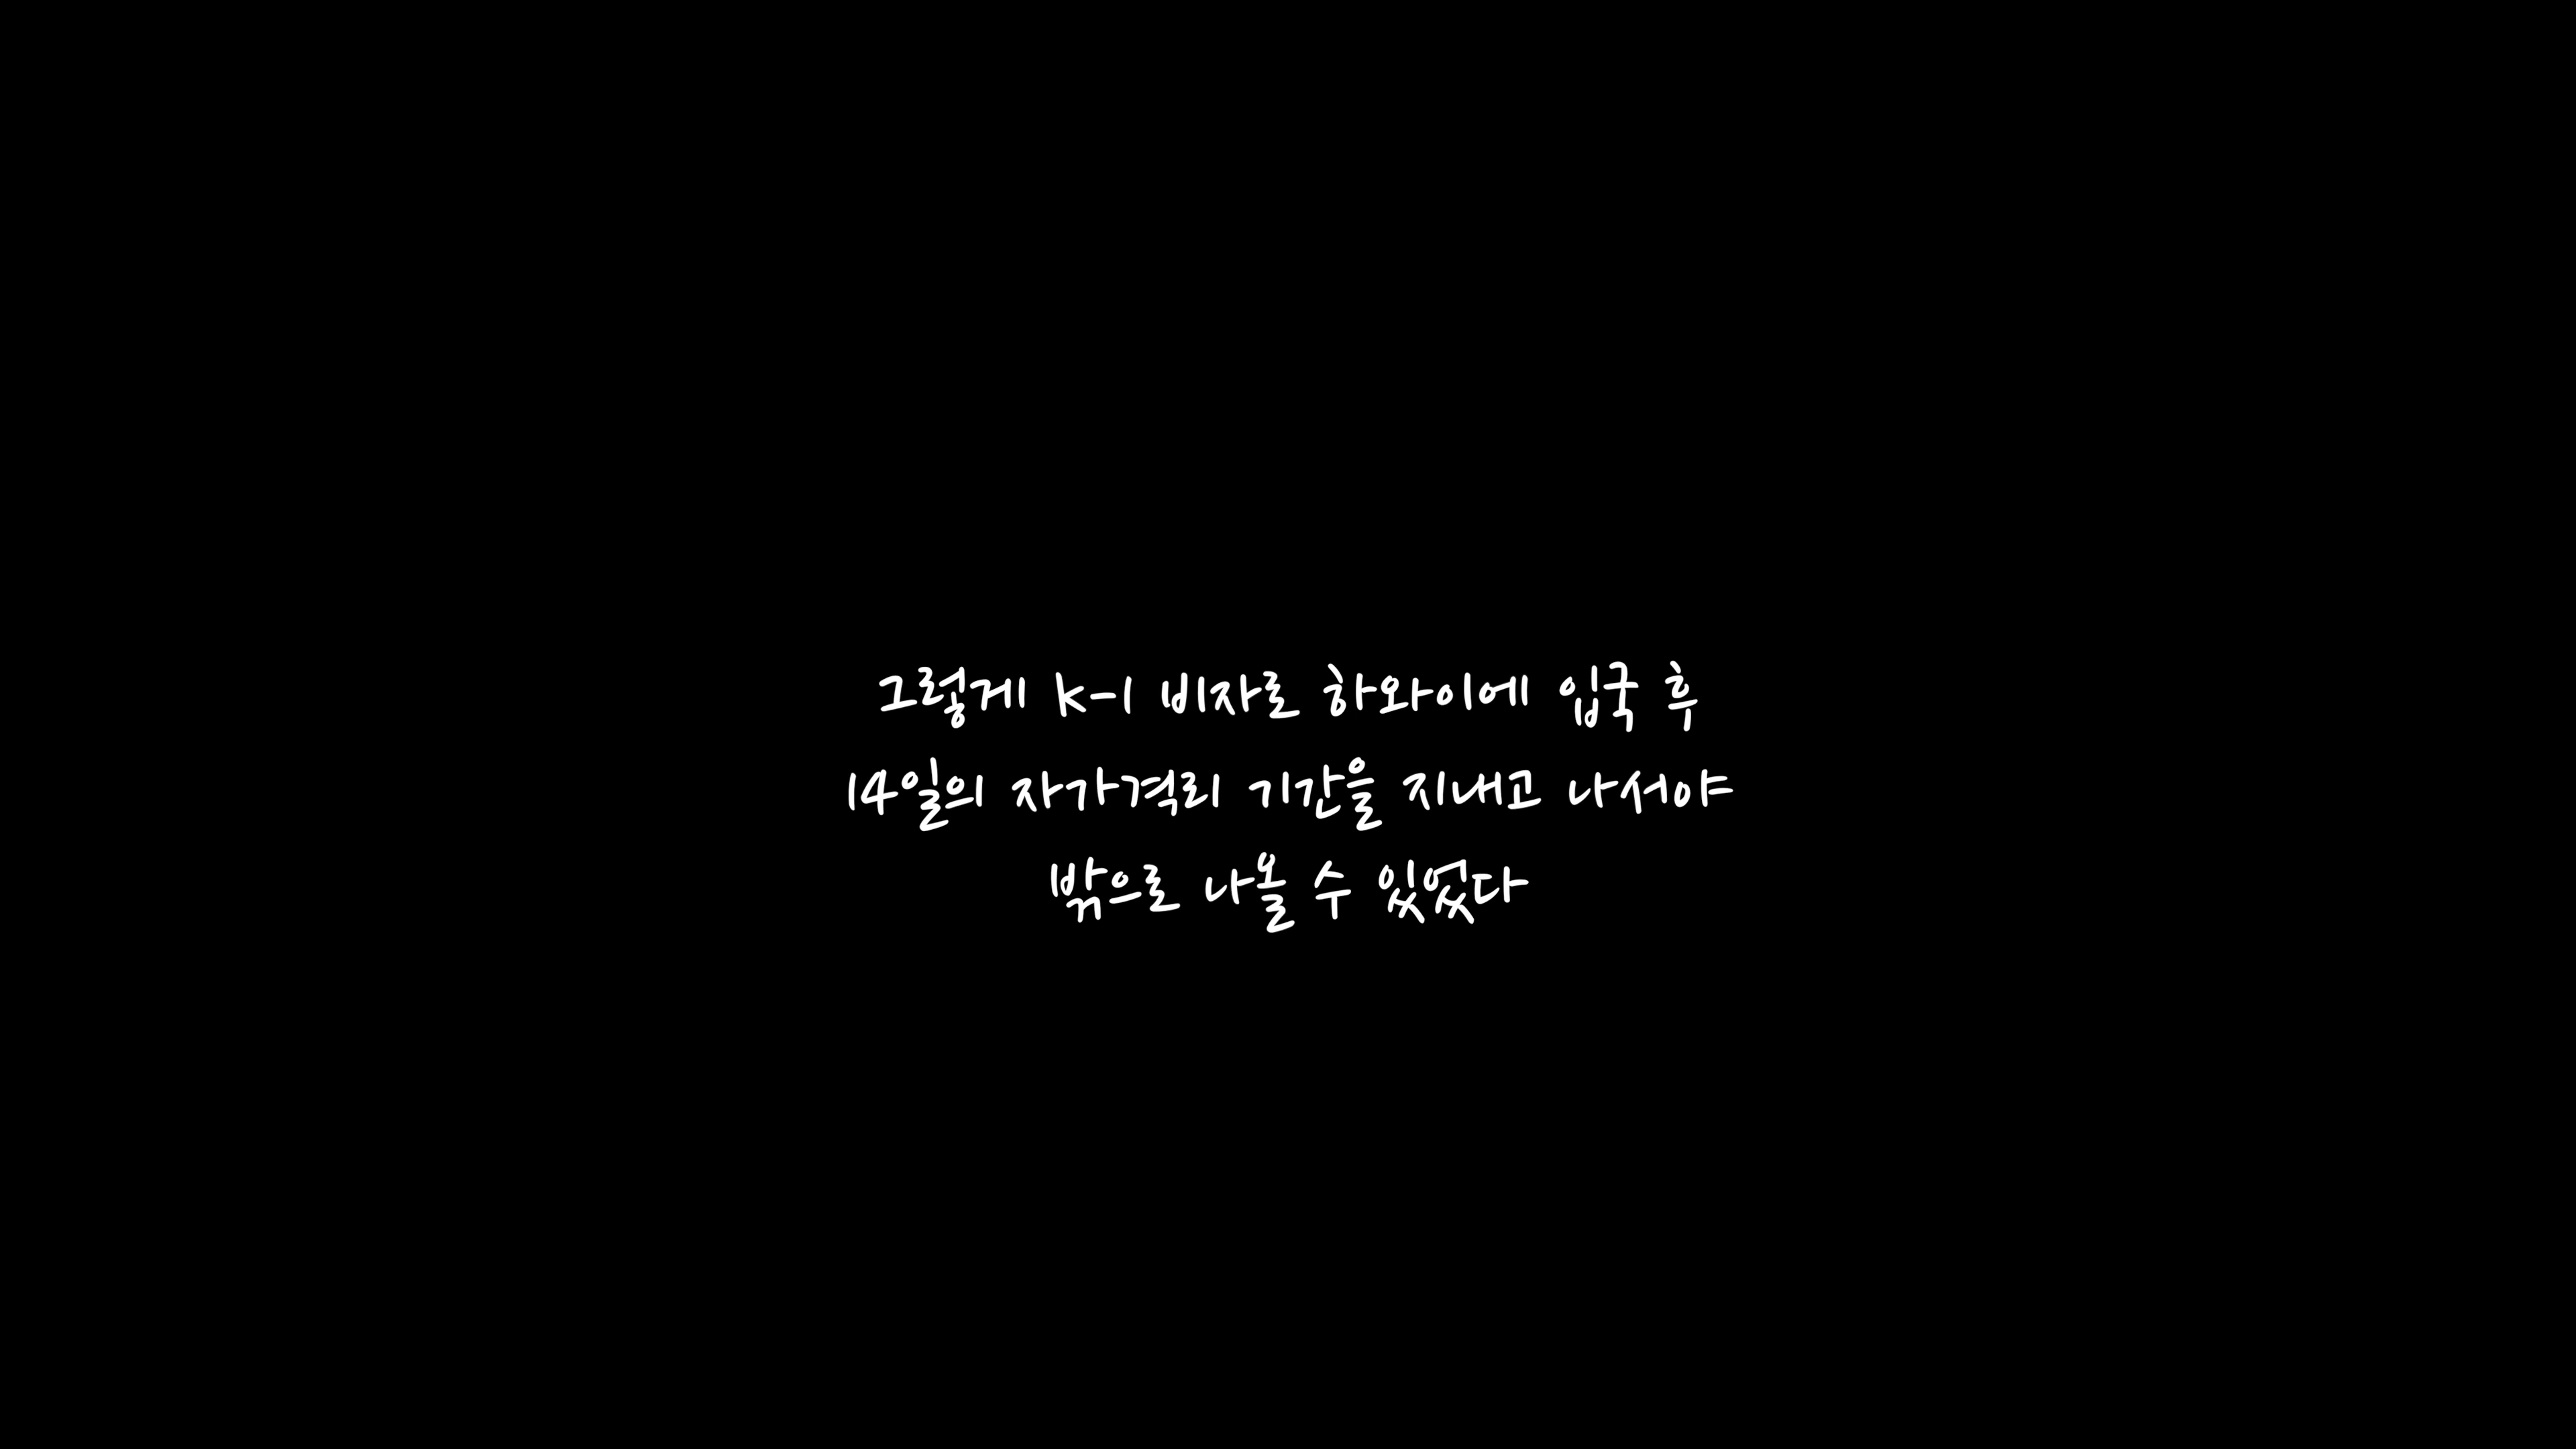 그렇게 k-1 비자로 하와이에 입국 후
14일의 자가격리 기간을 지내고 나서야
밖으로 나올 수 있었다